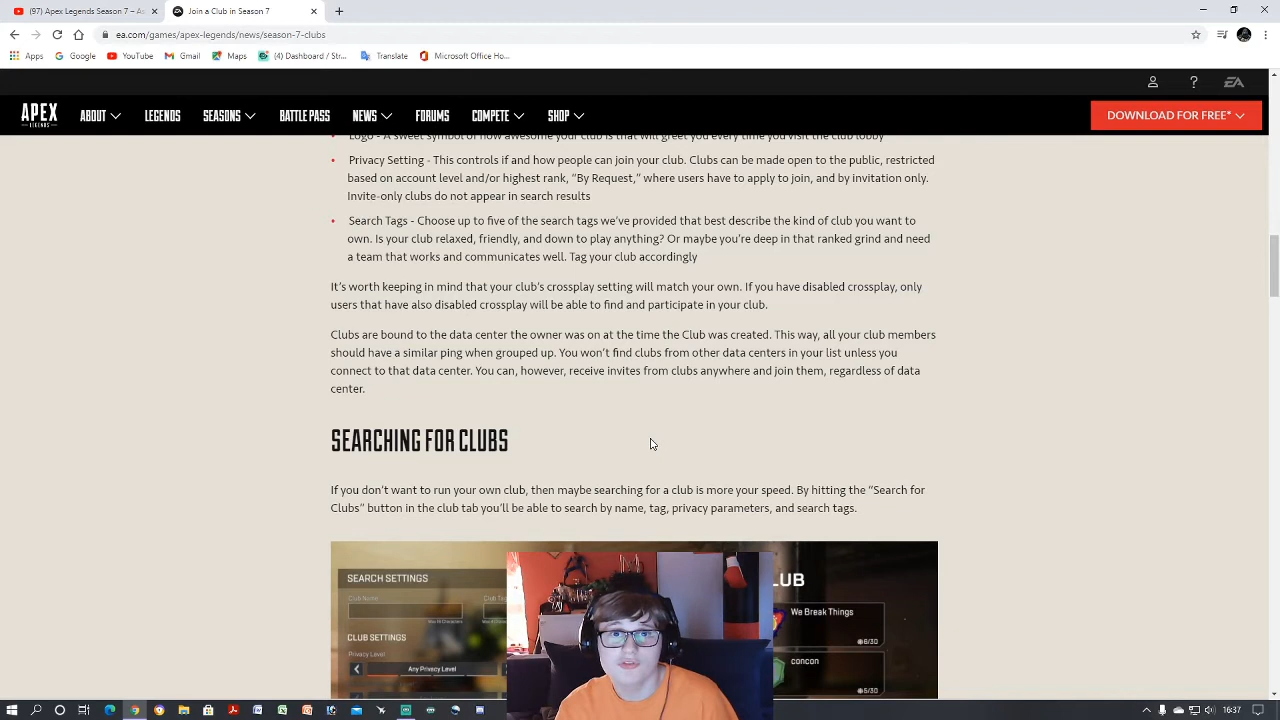 (97) Apex Legends Season 7 – As
Join a Club Season 7
ea.com/games/apex-legends/news/season-7-clubs
Apps
Google
YouTube
Gmail
Maps
(4) Dashboard / Str...
Translate
Microsoft Office Ho...
EA
APEX
LEGENDS
ABOUT
LEGENDS
SEASONS
BATTLE PASS
NEWS
FORUMS
COMPETE
SHOP
DOWNLOAD FOR FREE*
Logo - A sweet symbol of how awesome your club is that will greet you every time you visit the club lobby
• Privacy Setting - This controls if and how people can join your club. Clubs can be made open to the public, restricted
based on account level and/or highest rank, “By Request,” where users have to apply to join, and by invitation only.
Invite-only clubs do not appear in search results
• Search Tags - Choose up to five of the search tags we’ve provided that best describe the kind of club you want to
own. Is your club relaxed, friendly, and down to play anything? Or maybe you’re deep in that ranked grind and need
a team that works and communicates well. Tag your club accordingly
It’s worth keeping in mind that your club’s crossplay setting will match your own. If you have disabled crossplay, only
users that have also disabled crossplay will be able to find and participate in your club.
Clubs are bound to the data center the owner was on at the time the Club was created. This way, all your club members
should have a similar ping when grouped up. You won’t find clubs from other data centers in your list unless you
connect to that data center. You can, however, receive invites from clubs anywhere and join them, regardless of data
center.
SEARCHING FOR CLUBS
If you don’t want to run your own club, then maybe searching for a club is more your speed. By hitting the “Search for
Clubs” button in the club tab you’ll be able to search by name, tag, privacy parameters, and search tags.
SEARCH SETTINGS
Club Name
Club Ta
CLUB SETTINGS
Privacy Level
Any Privacy Level
LUB
We Break Things
6/30
concon
5/30
16:37